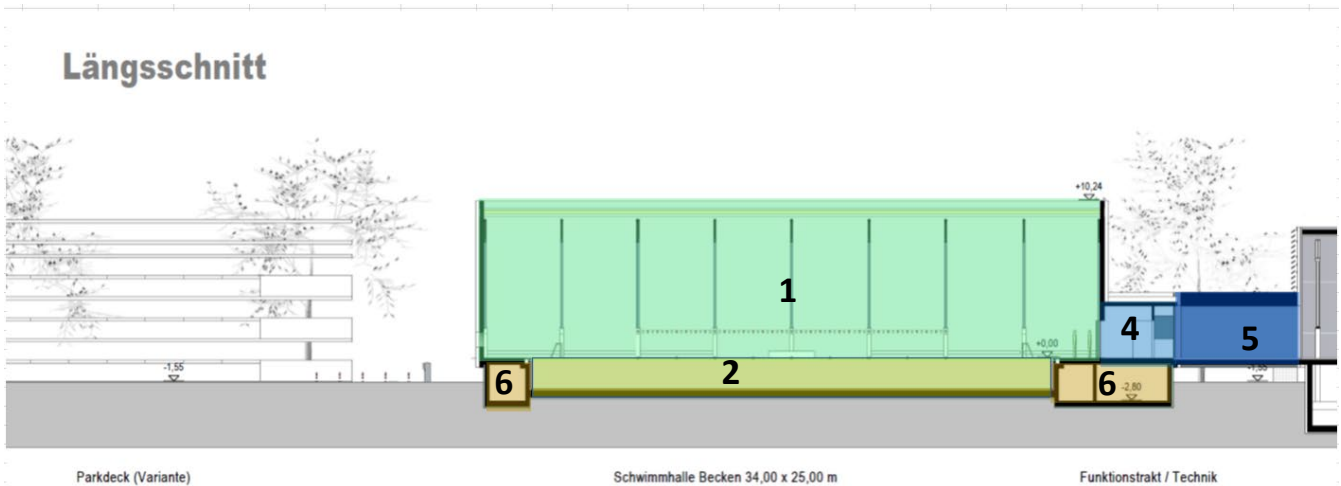 Längsschnitt
+10,24
1
4
5
+0,00
-1,55
2
-1,55
6
6
-2,80
Parkdeck (Variante)
Schwimmhalle Becken 34,00 x 25,00 m
Funktionstrakt / Technik